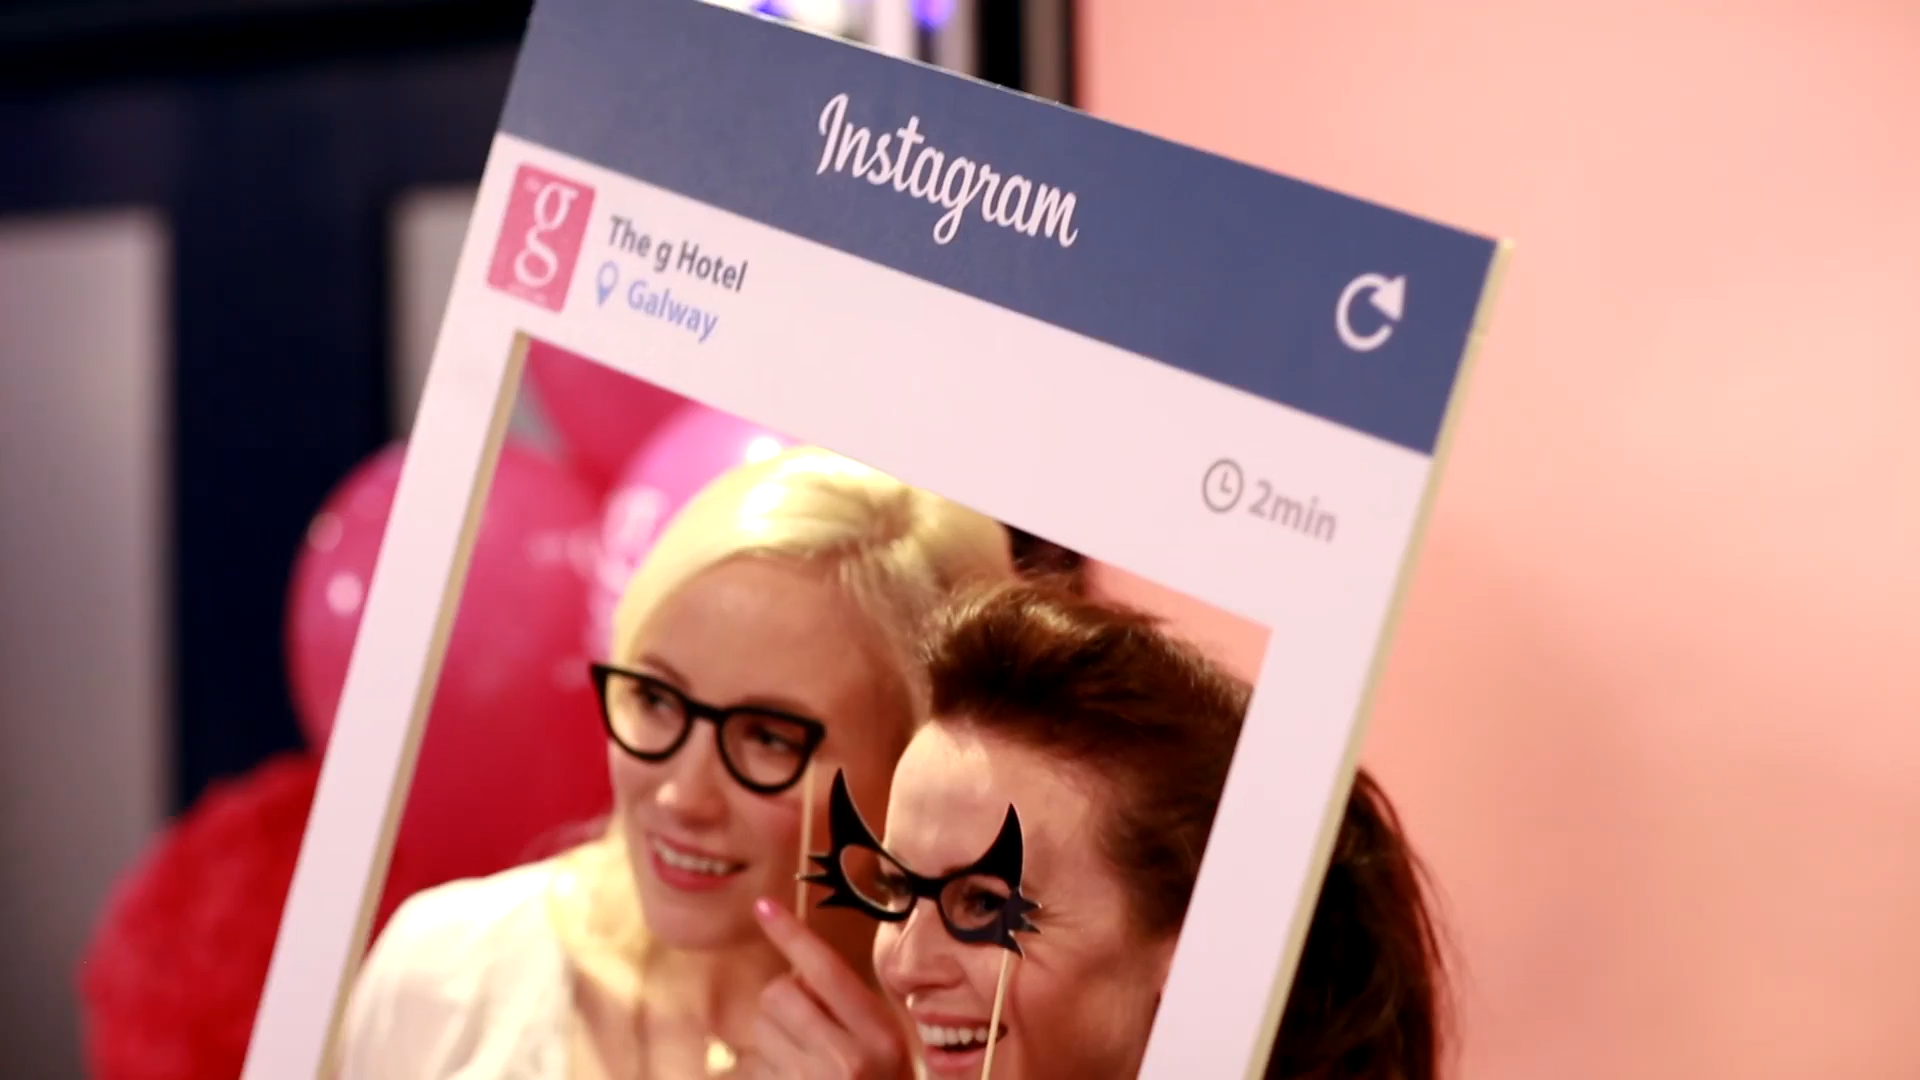 Instagram
g
The g Hotel
Galway
2min